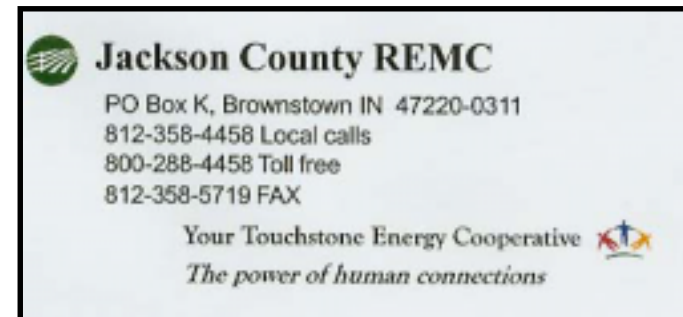 Jackson County REMC
PO Box K, Brownstown IN 47220-0311
812-358-4458 Local calls
800-288-4458 Toll free
812-358-5719 FAX
Your Touchstone Energy Cooperative
The power of human connections